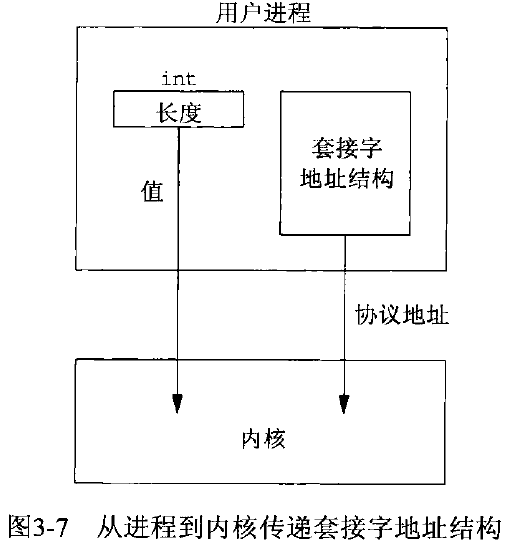 用户进程
int
长度
套接字
地址结构
值
协议地址
内核
图3-7 从进程到内核传递套接字地址结构